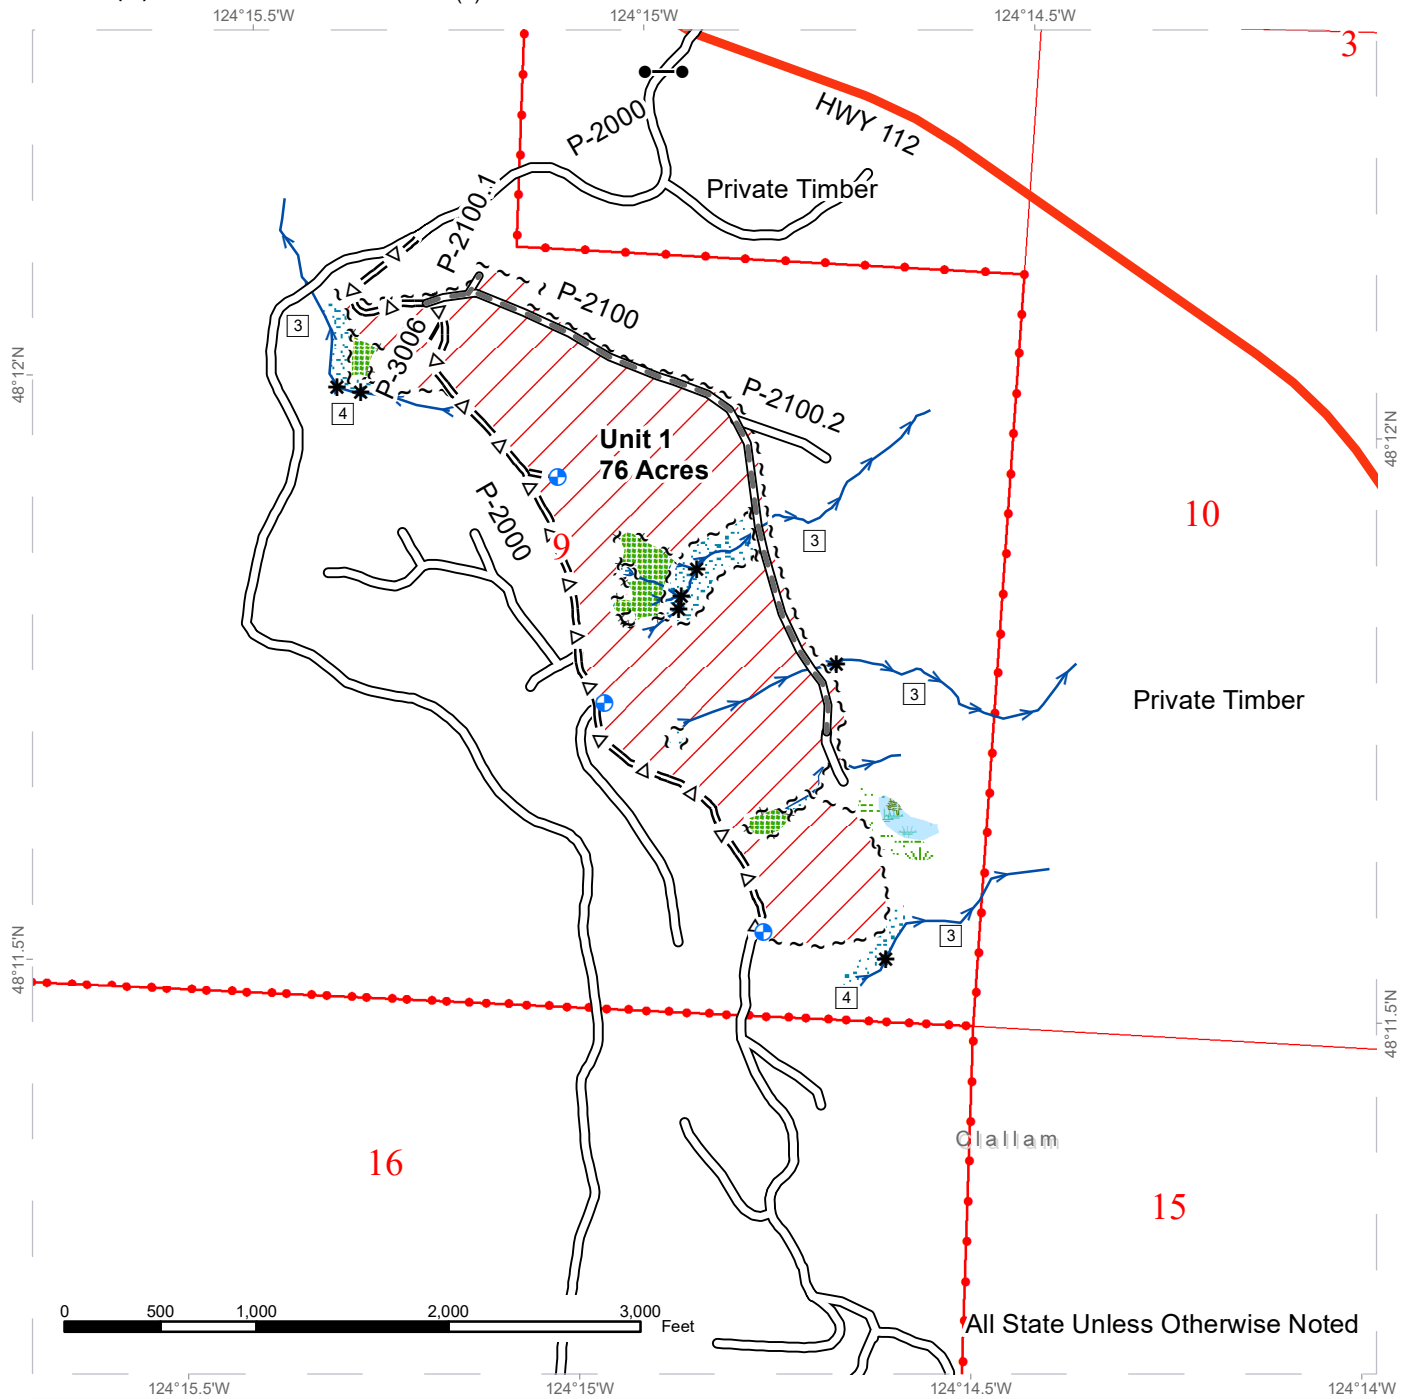 124°15.5'W
124°15'W
124°14.5'W
3
HWY 112
P-2000
Private Timber
P-2100.1
P-2100
3
P-3006
48°12'N
P-2100.2
4
Unit 1
76 Acres
48°12'N
P-2000
10
9
3
3
Private Timber
3
48°11.5'N
4
48°11.5'N
Clallam
16
15
0 500 1,000 2,000 3,000
Feet
All State Unless Otherwise Noted
124°15.5'W
124°15'W
124°14.5'W
124°14'W